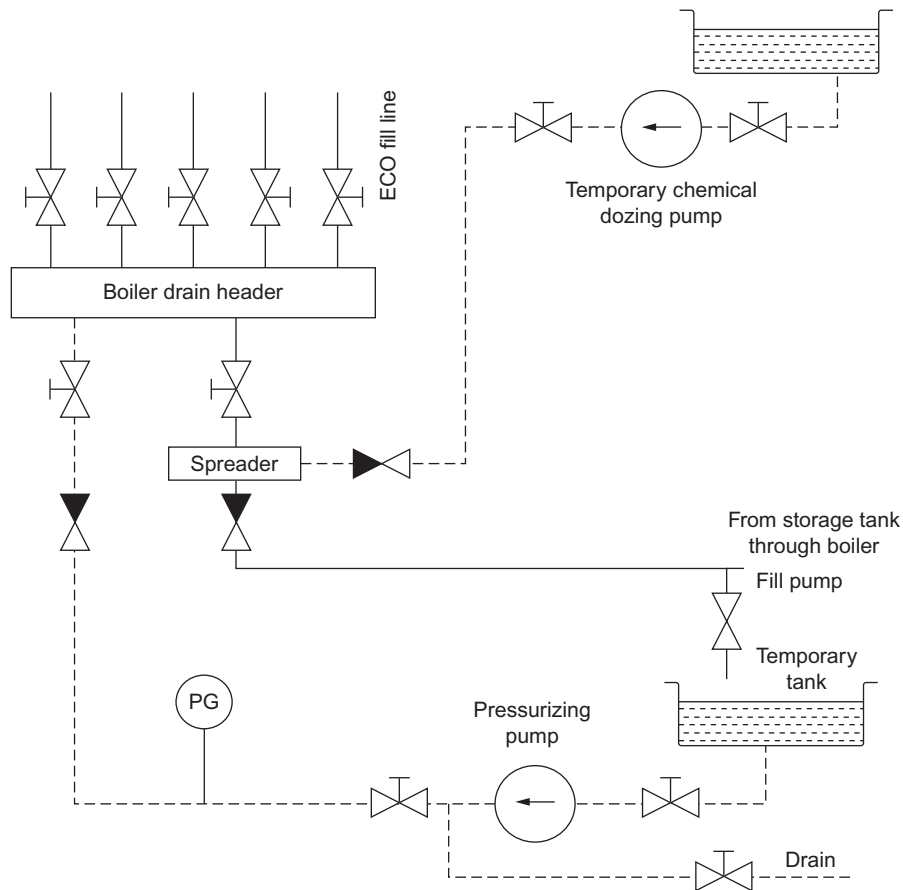 ECO fill line
Temporary chemical
dozing pump
Boiler drain header
Spreader
From storage tank
through boiler
Fill pump
Temporary
tank
PG
Pressurizing
pump
Drain